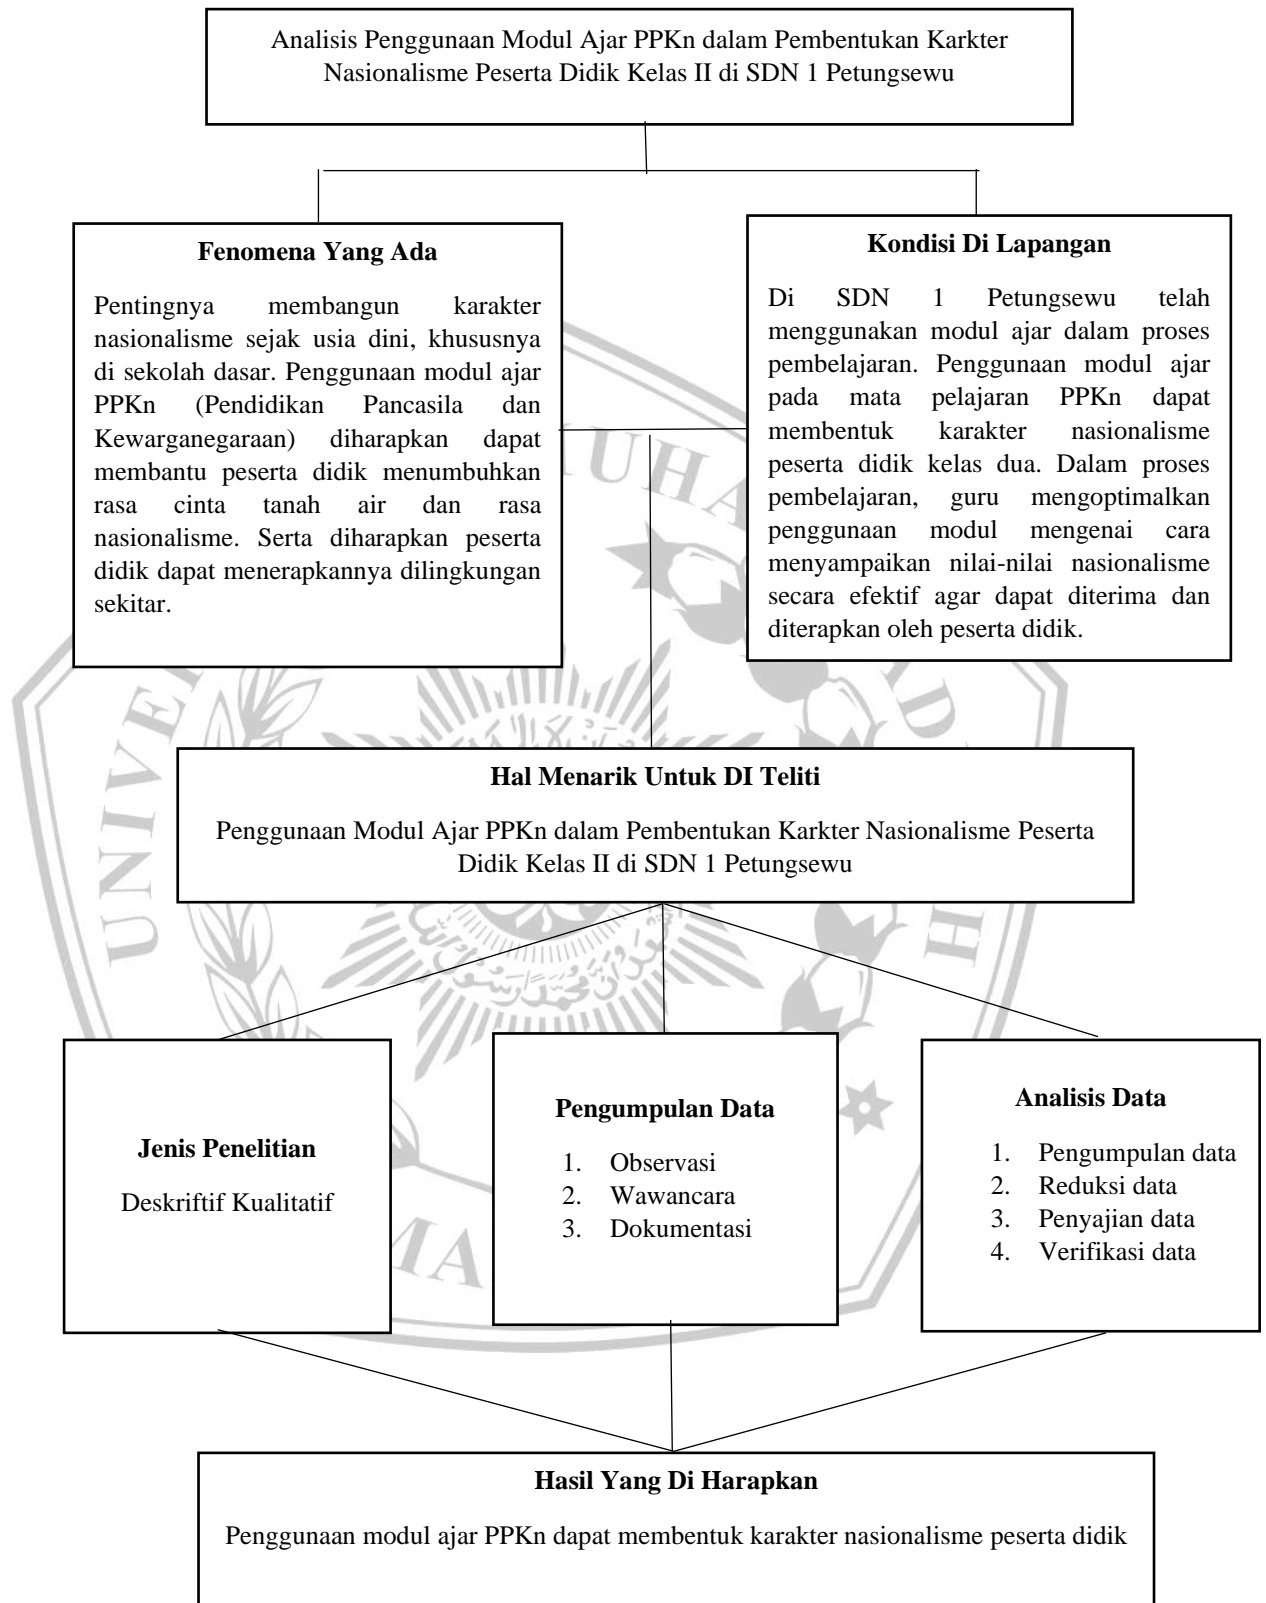 Analisis Penggunaan Modul Ajar PPKn dalam Pembentukan Karkter
Nasionalisme Peserta Didik Kelas II di SDN 1 Petungsewu
Fenomena Yang Ada
Pentingnya membangun karakter
nasionalisme sejak usia dini, khususnya
di sekolah dasar. Penggunaan modul ajar
PPKn (Pendidikan Pancasila dan
Kewarganegaraan) diharapkan dapat
membantu peserta didik menumbuhkan
rasa cinta tanah air dan rasa
nasionalisme. Serta diharapkan peserta
didik dapat menerapkannya dilingkungan
sekitar.
Kondisi Di Lapangan
Di SDN 1 Petungsewu telah
menggunakan modul ajar dalam proses
pembelajaran. Penggunaan modul ajar
pada mata pelajaran PPKn dapat
membentuk karakter nasionalisme
peserta didik kelas dua. Dalam proses
pembelajaran, guru mengoptimalkan
penggunaan modul mengenai cara
menyampaikan nilai-nilai nasionalisme
secara efektif agar dapat diterima dan
diterapkan oleh peserta didik.
Hal Menarik Untuk DI Teliti
Penggunaan Modul Ajar PPKn dalam Pembentukan Karkter Nasionalisme Peserta
Didik Kelas II di SDN 1 Petungsewu
Jenis Penelitian
Deskriftif Kualitatif
Pengumpulan Data
1. Observasi
2. Wawancara
3. Dokumentasi
Analisis Data
1. Pengumpulan data
2. Reduksi data
3. Penyajian data
4. Verifikasi data
Hasil Yang Di Harapkan
Penggunaan modul ajar PPKn dapat membentuk karakter nasionalisme peserta didik